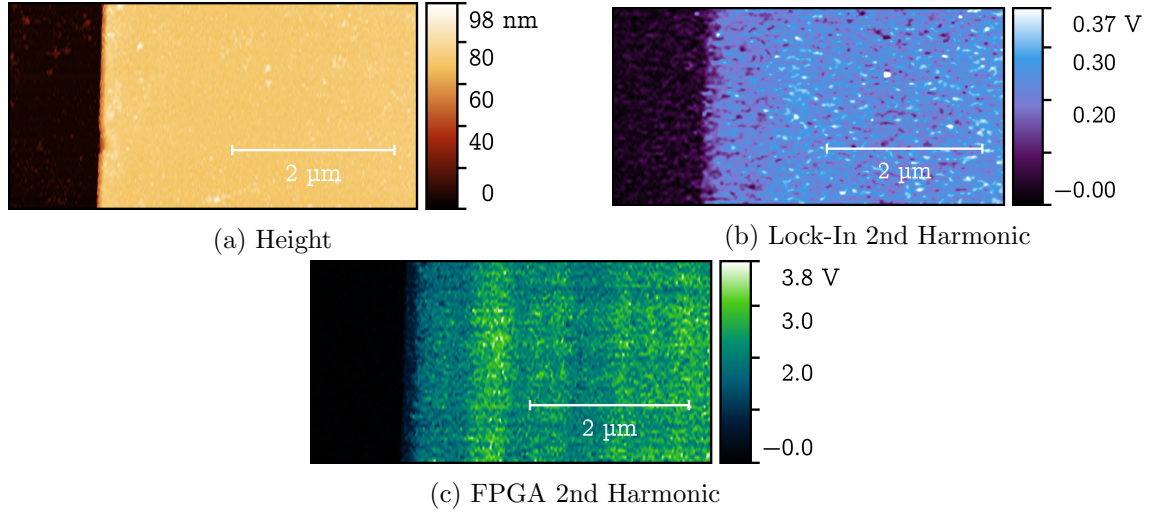 98 nm
80
60
40
0
2 µm
(a) Height
0.37 V
0.30
0.20
−0.00
2 µm
(b) Lock-In 2nd Harmonic
3.8 V
3.0
2.0
−0.0
2 µm
(c) FPGA 2nd Harmonic